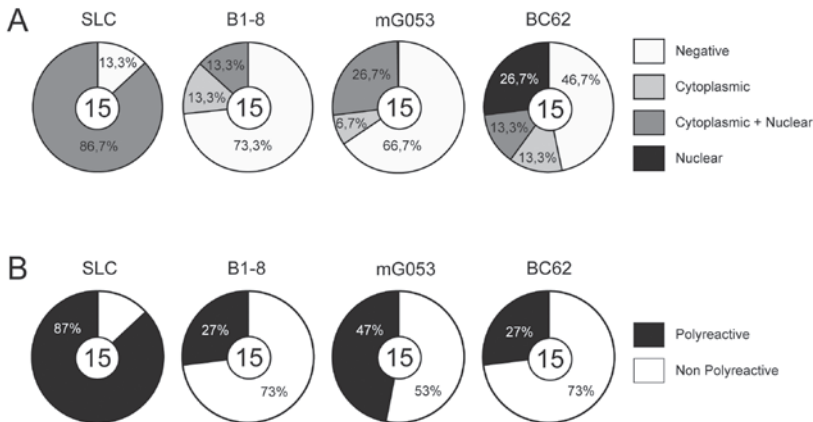 A
SLC
B1-8
mG053
BC62
13,3%
15
86,7%
13,3%
13,3%
15
73,3%
26,7%
6,7%
15
66,7%
26,7%
46,7%
15
13,3%
13,3%
Negative
Cytoplasmic
Cytoplasmic + Nuclear
Nuclear
B
SLC
B1-8
mG053
BC62
87%
15
27%
15
73%
47%
15
53%
27%
15
73%
Polyreactive
Non Polyreactive